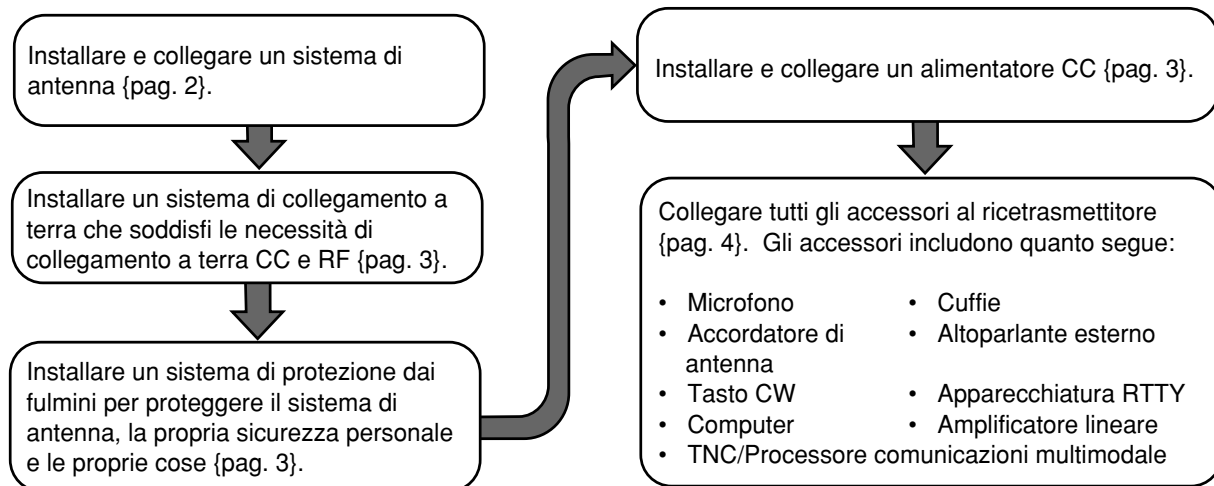 Installare e collegare un sistema di
antenna {pag. 2}.
Installare un sistema di collegamento a
terra che soddisfi le necessità di
collegamento a terra CC e RF {pag. 3}.
Installare un sistema di protezione dai
fulmini per proteggere il sistema di
antenna, la propria sicurezza personale
e le proprie cose {pag. 3}.
Installare e collegare un alimentatore CC {pag. 3}.
Collegare tutti gli accessori al ricetrasmettitore
{pag. 4}.  Gli accessori includono quanto segue:
• Microfono
• Cuffie
• Accordatore di
antenna
• Altoparlante esterno
• Tasto CW
• Apparecchiatura RTTY
• Computer
• Amplificatore lineare
• TNC/Processore comunicazioni multimodale